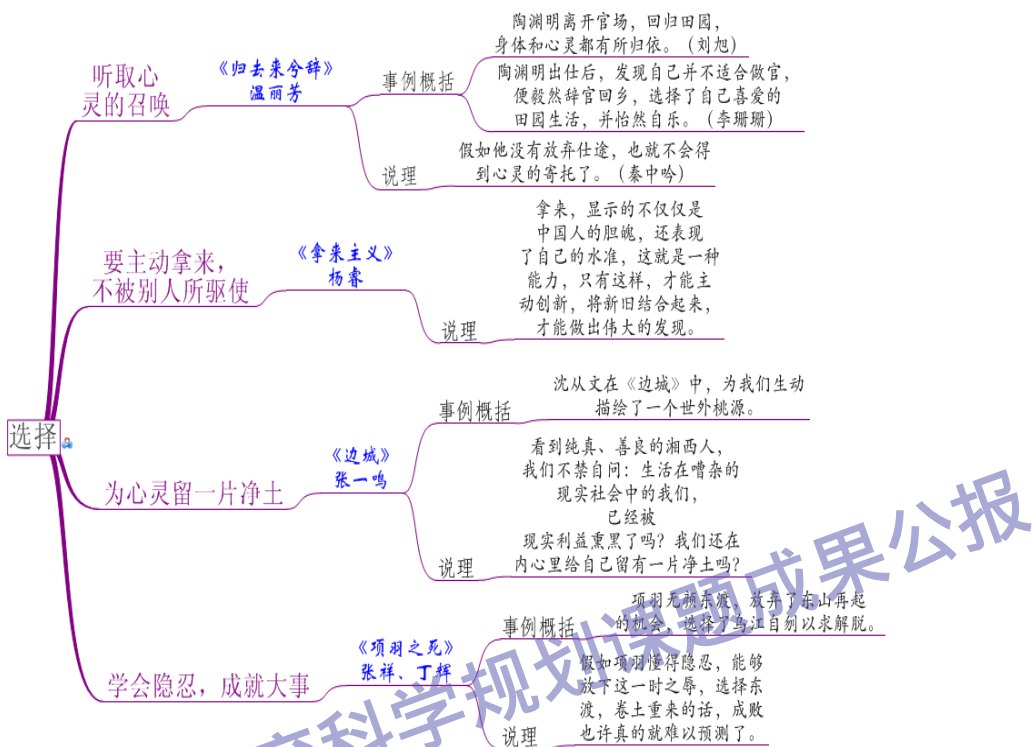 选择
听取心
灵的召唤
《归去来兮辞》
温丽芳
事例概括
陶渊明离开官场，回归田园，
身体和心灵都有所归依。（刘旭）
陶渊明出仕后，发现自己并不适合做官，
便毅然辞官回乡，选择了自己喜爱的
田园生活，并怡然自乐。（李珊珊）
说理
假如他没有放弃仕途，也就不会得
到心灵的寄托了。（秦中吟）
要主动拿来，
不被别人所驱使
《拿来主义》
杨睿
说理
拿来，显示的不仅仅是
中国人的胆魄，还表现
了自己的水准，这就是一种
能力，只有这样，才能主
动创新，将新旧结合起来，
才能做出伟大的发现。
为心灵留一片净土
《边城》
张一鸣
事例概括
沈从文在《边城》中，为我们生动
描绘了一个世外桃源。
说理
看到纯真、善良的湘西人，
我们不禁自问：生活在嘈杂的
现实社会中的我们，
已经被
现实利益熏黑了吗？我们还在
内心里给自己留有一片净土吗？
学会隐忍，成就大事
《项羽之死》
张祥、丁辉
事例概括
项羽无颜东渡，放弃了东山再起
的机会，选择了乌江自刎以求解脱。
说理
假如项羽懂得隐忍，能够
放下这一时之辱，选择东
渡，卷土重来的话，成败
也许真的就难以预测了。
育科学规划课题成果公报